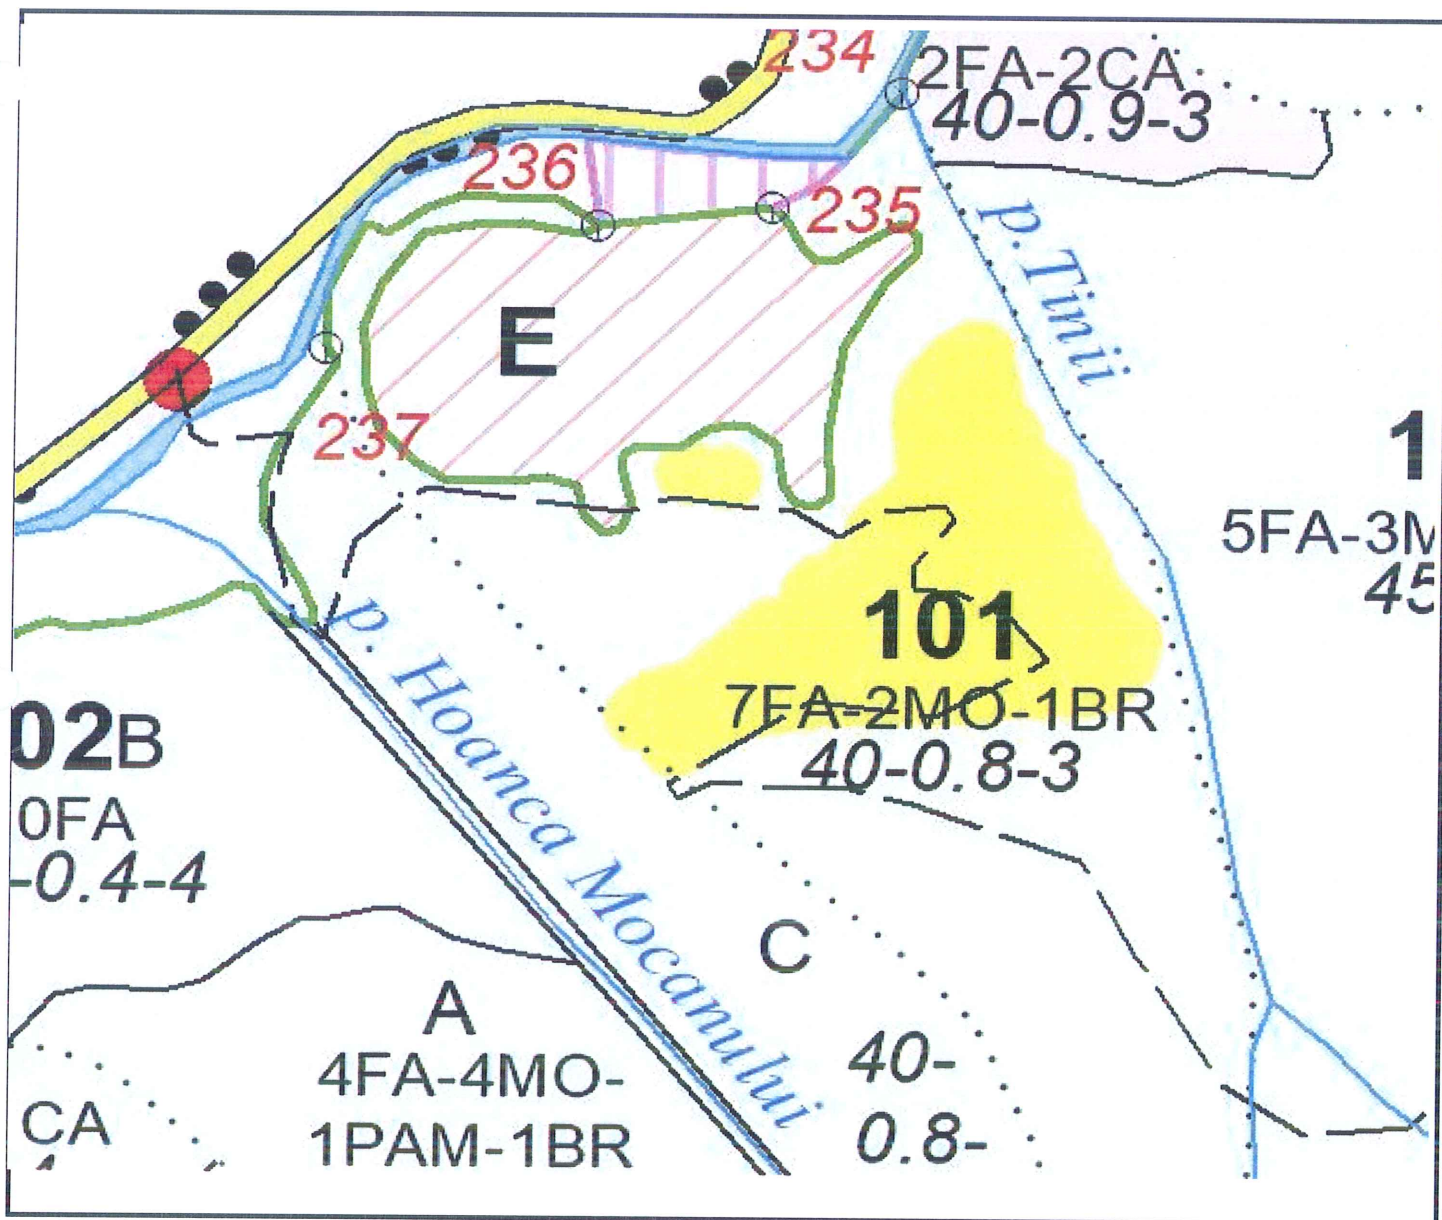 234
2FA-2CA
40-0.9-3
236
235
p. Tinii
E
237
1
5FA-3M
45
101
7FA-2MO-1BR
40-0.8-3
p. Hoanca Mocanului
02B
0FA
-0.4-4
C
A
40-
4FA-4MO-
0.8-
1PAM-1BR
CA